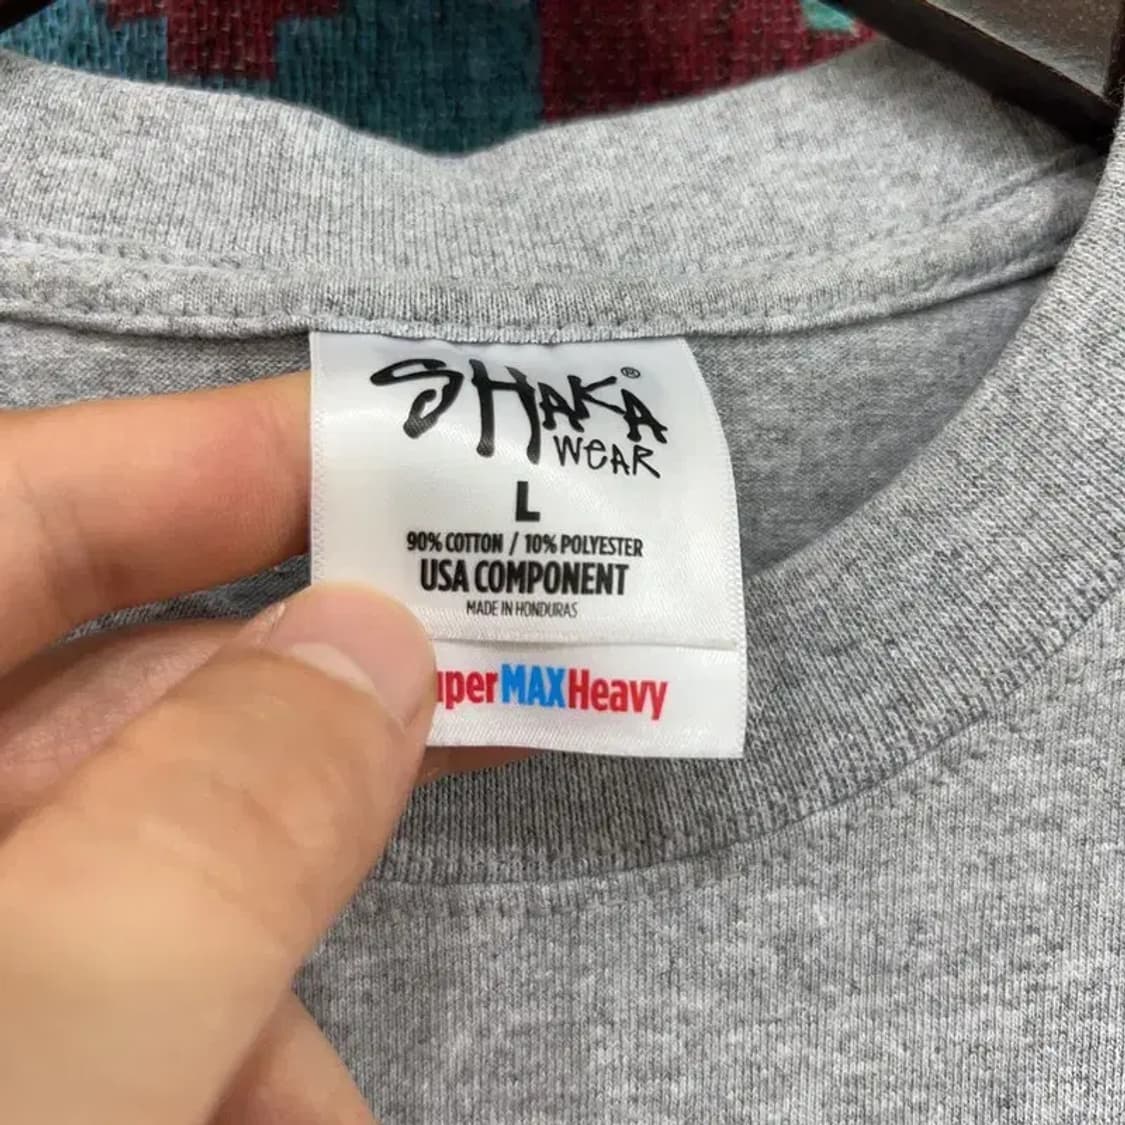 SHAKA®
WEAR
L
90% COTTON / 10% POLYESTER
USA COMPONENT
MADE IN HONDURAS
uperMAXHeavy